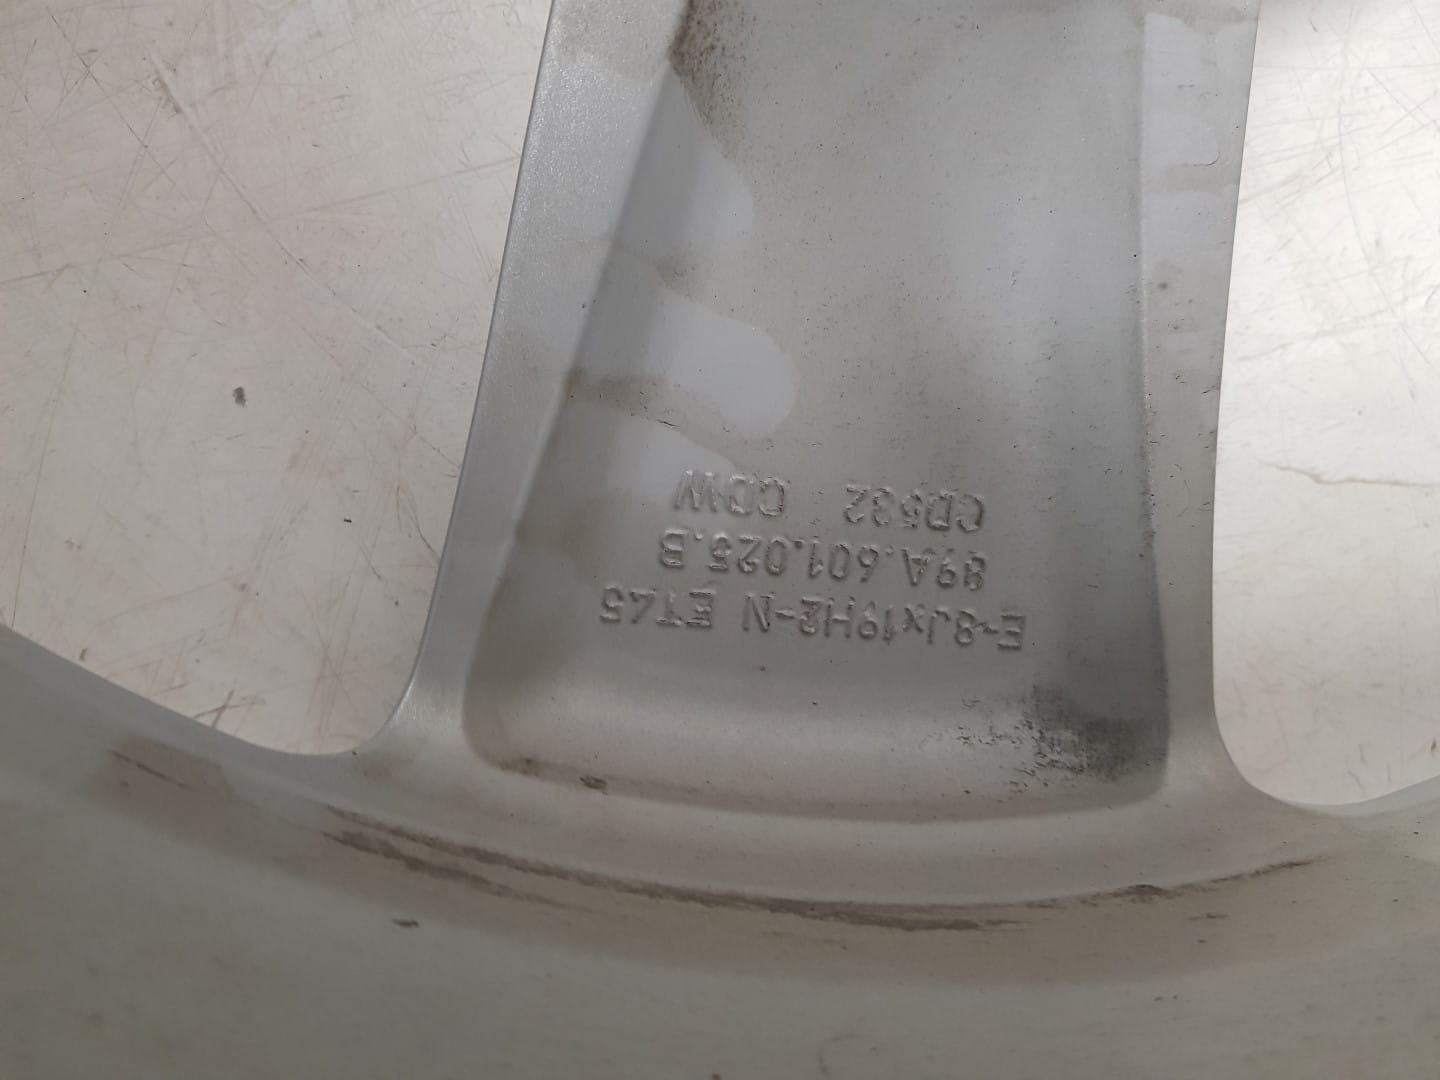 E-8Jx19H2-N ET45
89A.601.025.B
CD532 CDW